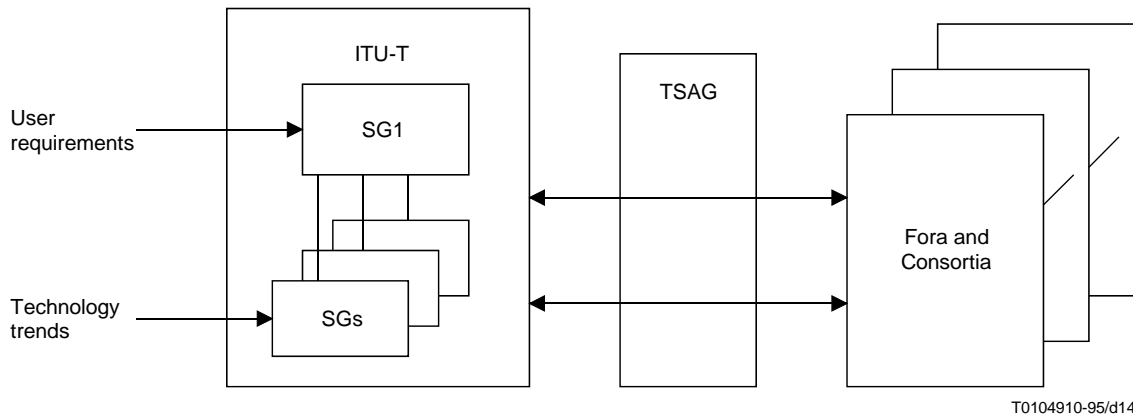 ITU-T
TSAG
User
requirements
SG1
Fora and
Consortia
Technology
trends
SGs
T0104910-95/d14